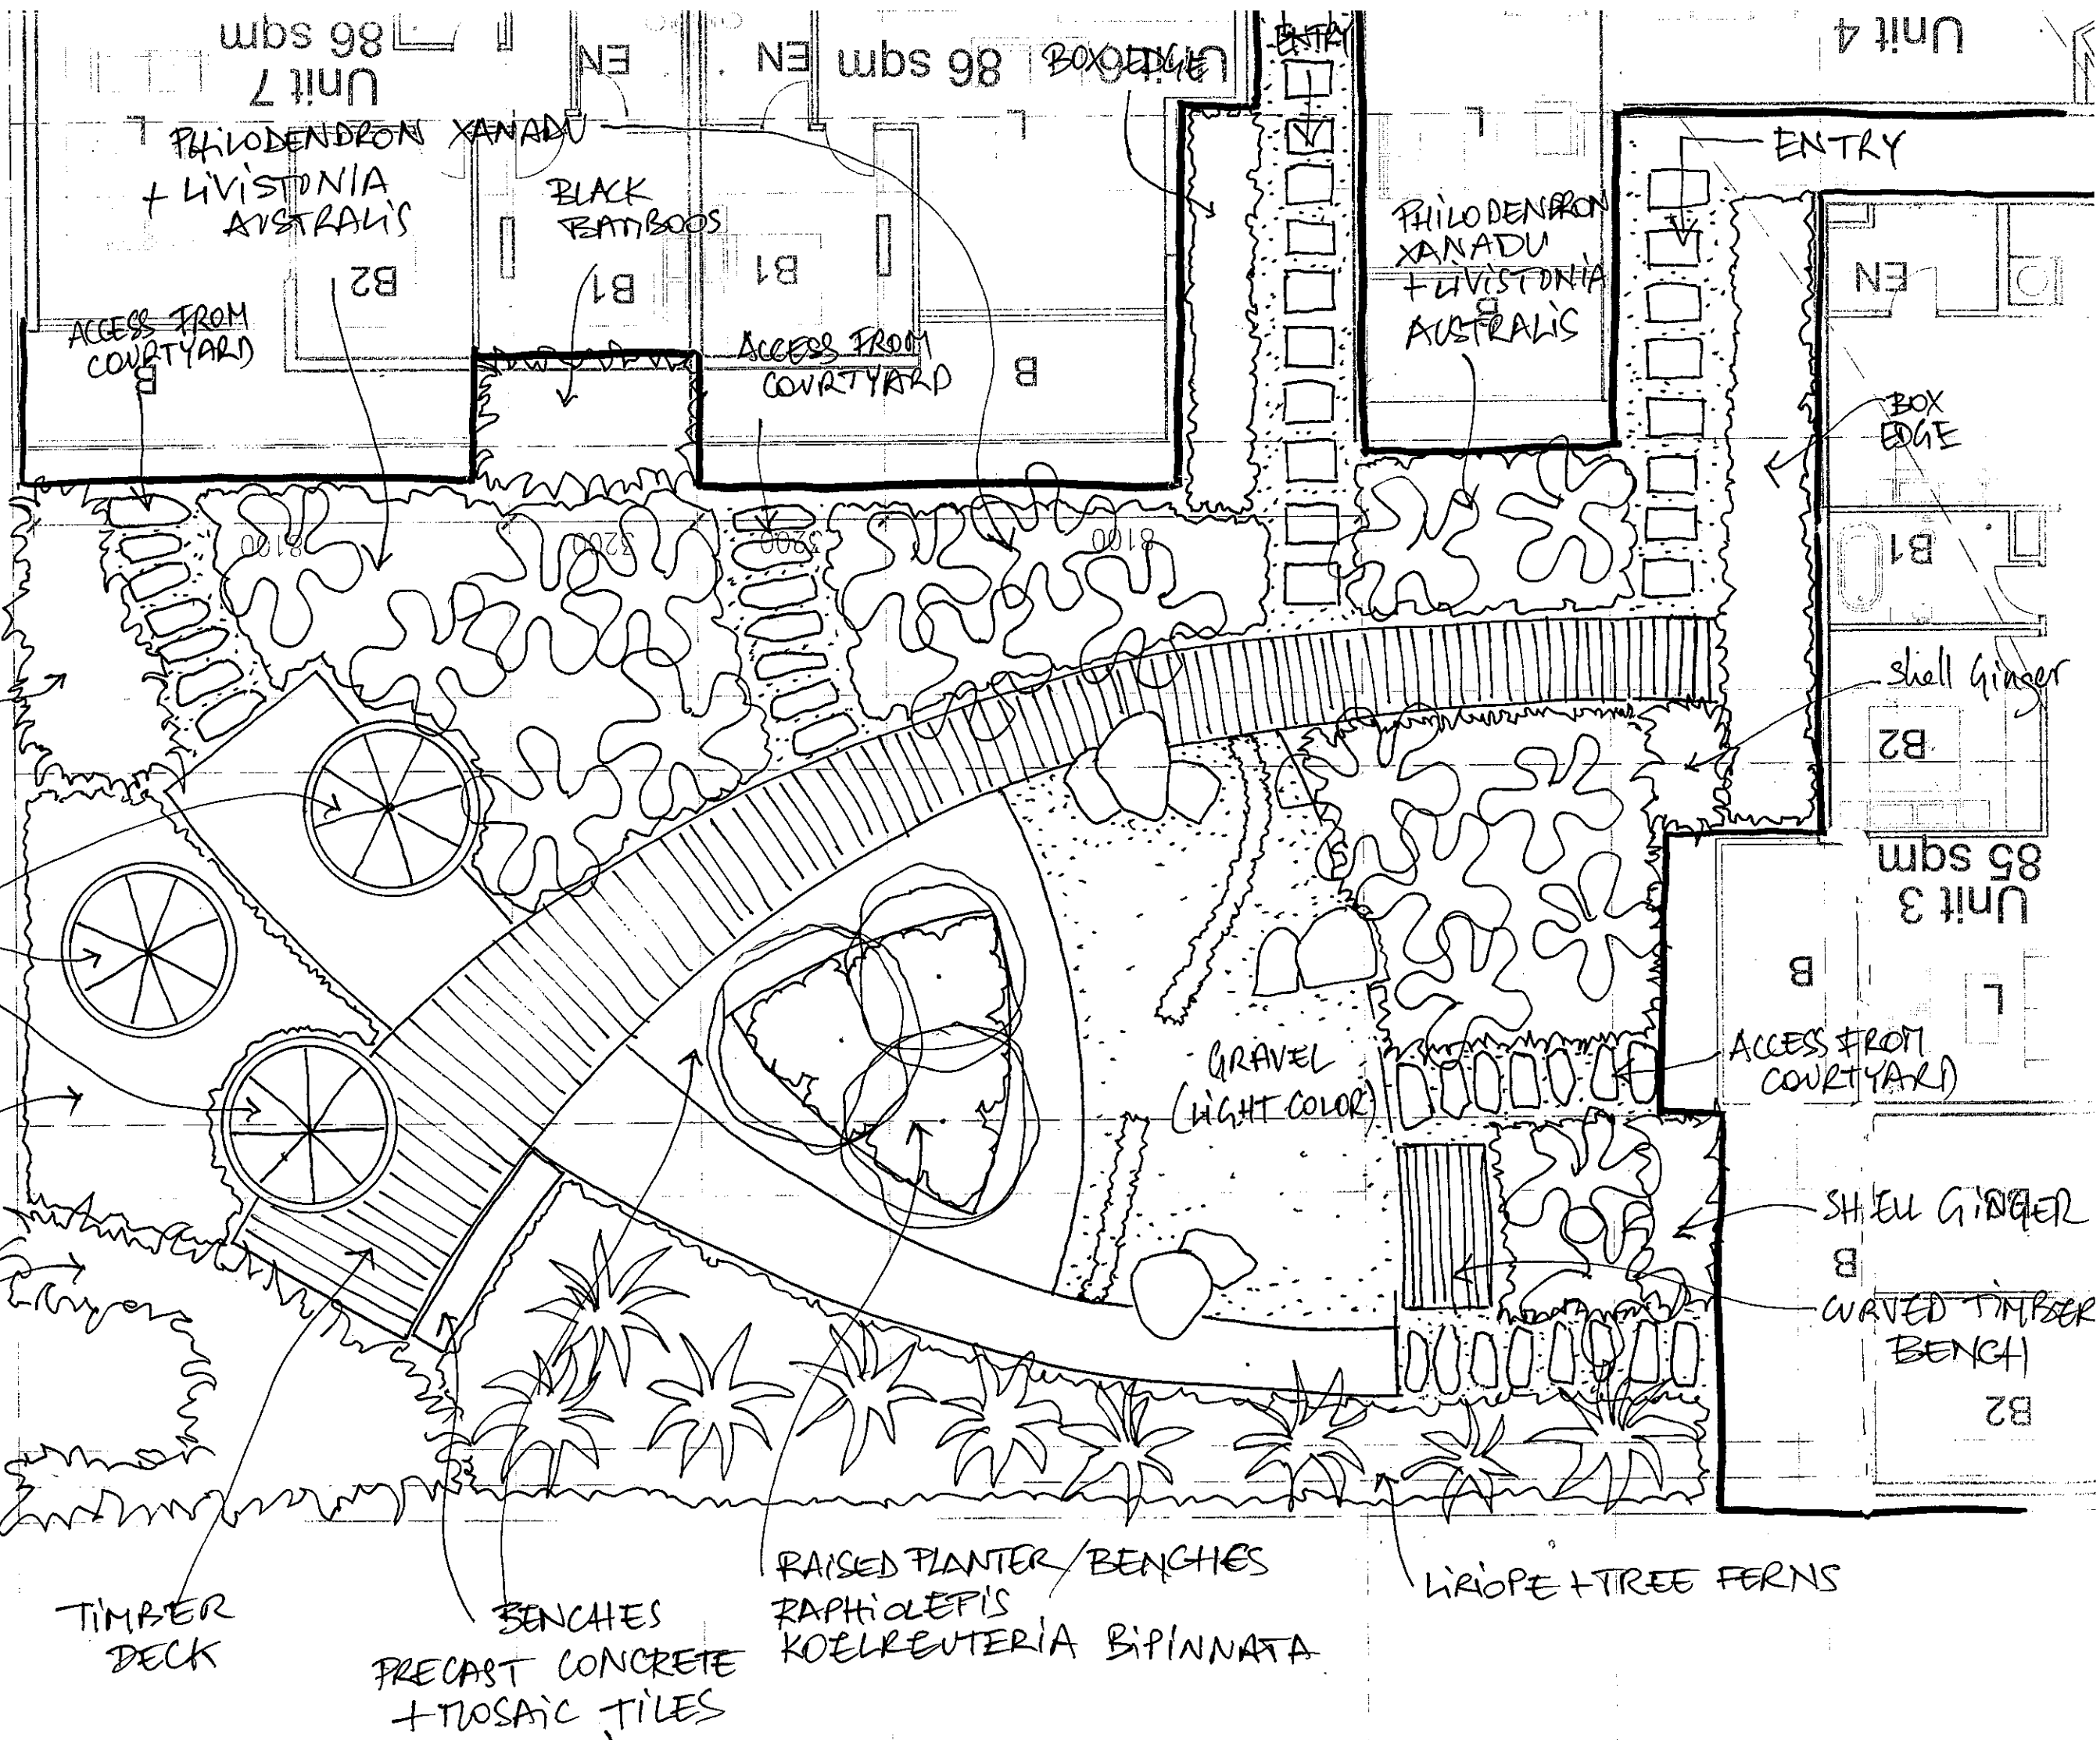 86 sqm
Unit 7
EN
EN
86 sqm
BOX EDGE
ENTRY
Unit 4
L
L
L
PHILODENDRON XANADU
+ LIVISTONIA
AUSTRALIS
BLACK
BAMBOOS
ENTRY
PHILODENDRON
XANADU
+ LIVISTONIA
AUSTRALIS
B2
B1
B1
B
EN
ACCESS FROM
COURTYARD
B
ACCESS FROM
COURTYARD
B
BOX
EDGE
8100
3200
3200
8100
B1
Shell Ginger
B2
85 sqm
Unit 3
B
L
GRAVEL
(LIGHT COLOR)
ACCESS FROM
COURTYARD
SHELL GINGER
B
CURVED TIMBER
BENCH
B2
TIMBER
DECK
BENCHES
PRECAST CONCRETE
+ MOSAIC TILES
RAISED PLANTER/BENCHES
RAPHIOLEPIS
KOELREUTERIA BIPINNATA
LIRIOPE + TREE FERNS